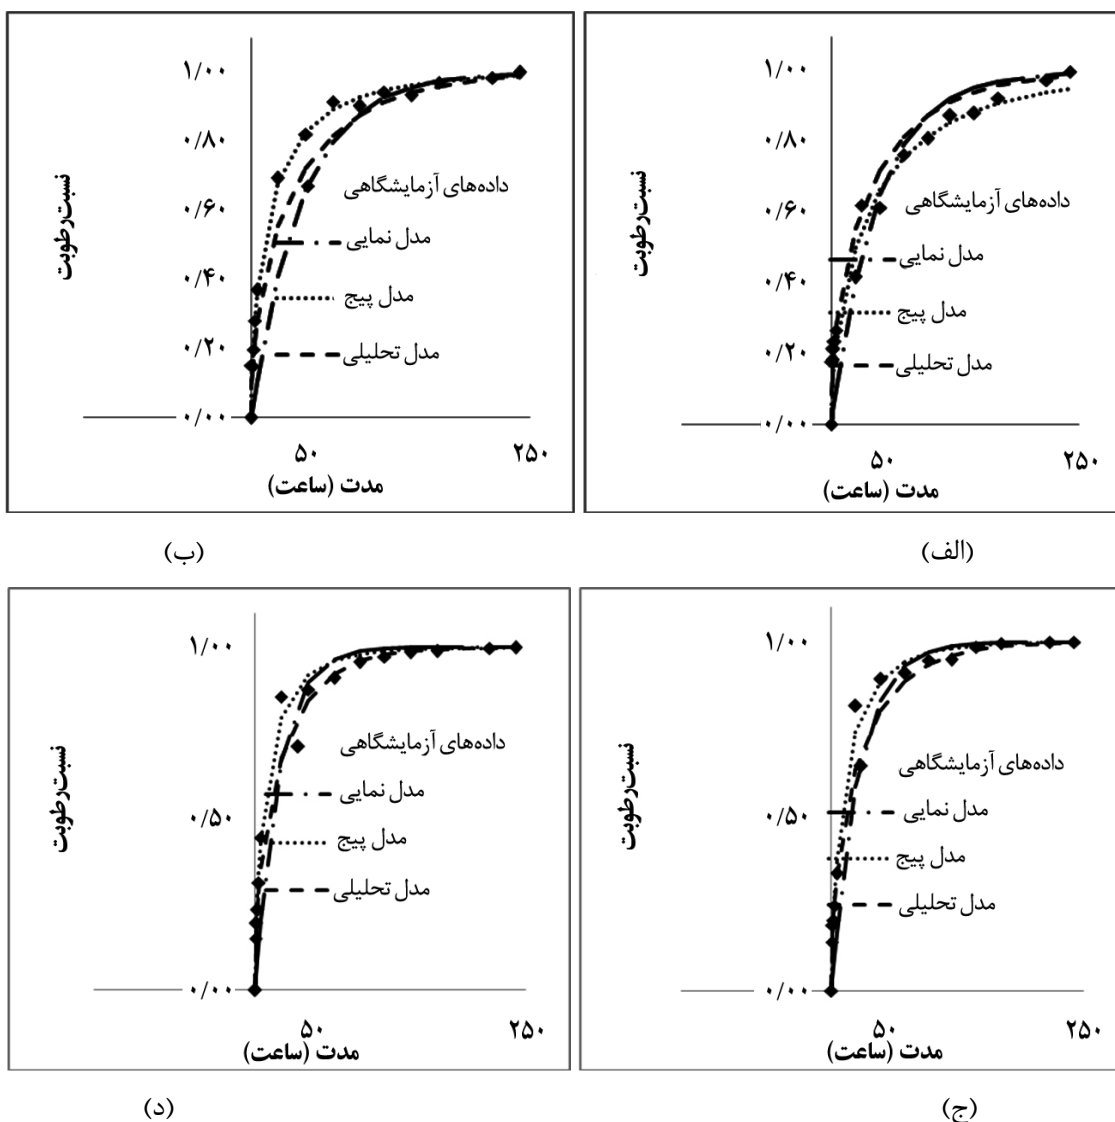 ۱/۰۰
۰/۸۰
۰/۶۰
۰/۴۰
۰/۲۰
۰/۰۰
نسبت رطوبت
داده‌های آزمایشگاهی
مدل نمایی
مدل پیج
مدل تحلیلی
۵۰ ۲۵۰
مدت (ساعت)
(الف)
۱/۰۰
۰/۸۰
۰/۶۰
۰/۴۰
۰/۲۰
۰/۰۰
نسبت رطوبت
داده‌های آزمایشگاهی
مدل نمایی
مدل پیج
مدل تحلیلی
۵۰ ۲۵۰
مدت (ساعت)
(ب)
۱/۰۰
۰/۵۰
۰/۰۰
نسبت رطوبت
داده‌های آزمایشگاهی
مدل نمایی
مدل پیج
مدل تحلیلی
۵۰ ۲۵۰
مدت (ساعت)
(ج)
۱/۰۰
۰/۵۰
۰/۰۰
نسبت رطوبت
داده‌های آزمایشگاهی
مدل نمایی
مدل پیج
مدل تحلیلی
۵۰ ۲۵۰
مدت (ساعت)
(د)